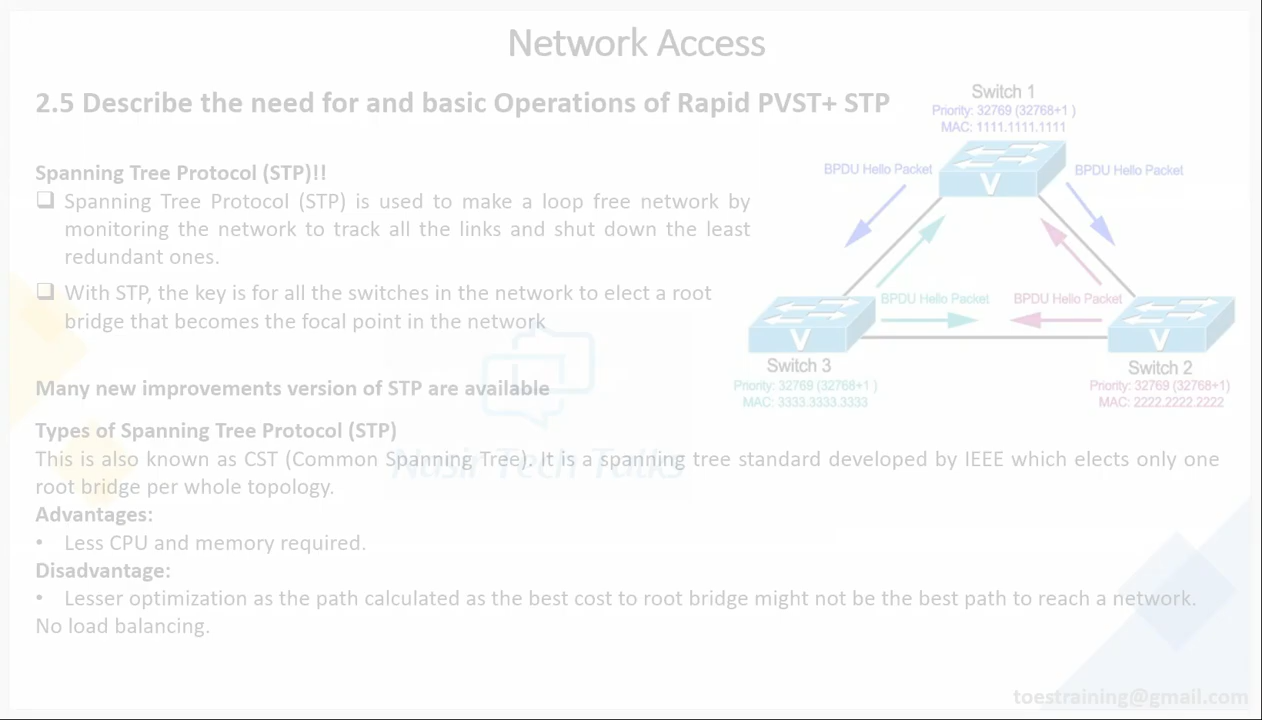 Network Access
2.5 Describe the need for and basic Operations of Rapid PVST+ STP
Spanning Tree Protocol (STP)!!
❑ Spanning Tree Protocol (STP) is used to make a loop free network by
monitoring the network to track all the links and shut down the least
redundant ones.
❑ With STP, the key is for all the switches in the network to elect a root
bridge that becomes the focal point in the network
Many new improvements version of STP are available
Types of Spanning Tree Protocol (STP)
This is also known as CST (Common Spanning Tree). It is a spanning tree standard developed by IEEE which elects only one
root bridge per whole topology.
Advantages:
• Less CPU and memory required.
Disadvantage:
• Lesser optimization as the path calculated as the best cost to root bridge might not be the best path to reach a network.
No load balancing.
Switch 1
Priority: 32769 (32768+1 )
MAC: 1111.1111.1111
BPDU Hello Packet
BPDU Hello Packet
V
BPDU Hello Packet
BPDU Hello Packet
V
V
Switch 3
Priority: 32769 (32768+1 )
MAC: 3333.3333.3333
Switch 2
Priority: 32769 (32768+1)
MAC: 2222.2222.2222
Nasir Tech Talks
toestraining@gmail.com